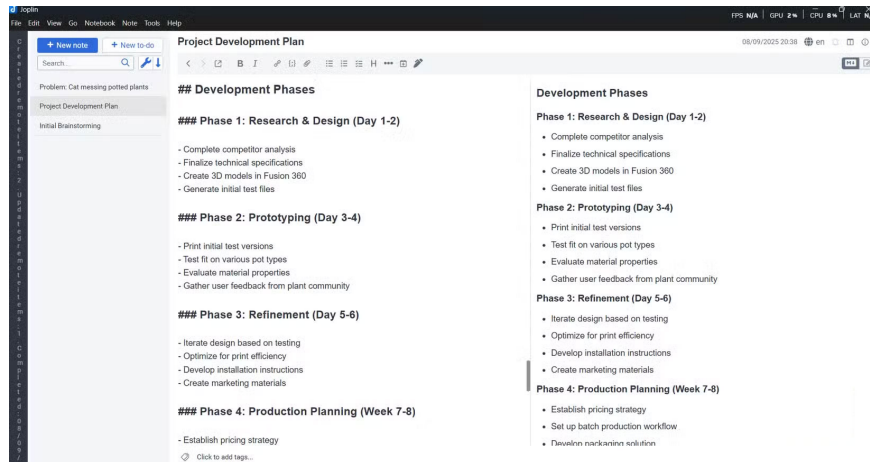 Joplin
FPS N/A | GPU 2% | CPU 8% | LAT N
File Edit View Go Notebook Note Tools Help
+ New note
+ New to-do
Search...
Problem: Cat messing potted plants
Project Development Plan
Initial Brainstorming
Project Development Plan
08/09/2025 20:38
en
## Development Phases
### Phase 1: Research & Design (Day 1-2)
- Complete competitor analysis
- Finalize technical specifications
- Create 3D models in Fusion 360
- Generate initial test files
### Phase 2: Prototyping (Day 3-4)
- Print initial test versions
- Test fit on various pot types
- Evaluate material properties
- Gather user feedback from plant community
### Phase 3: Refinement (Day 5-6)
- Iterate design based on testing
- Optimize for print efficiency
- Develop installation instructions
- Create marketing materials
### Phase 4: Production Planning (Week 7-8)
- Establish pricing strategy
Click to add tags...
Development Phases
Phase 1: Research & Design (Day 1-2)
• Complete competitor analysis
• Finalize technical specifications
• Create 3D models in Fusion 360
• Generate initial test files
Phase 2: Prototyping (Day 3-4)
• Print initial test versions
• Test fit on various pot types
• Evaluate material properties
• Gather user feedback from plant community
Phase 3: Refinement (Day 5-6)
• Iterate design based on testing
• Optimize for print efficiency
• Develop installation instructions
• Create marketing materials
Phase 4: Production Planning (Week 7-8)
• Establish pricing strategy
• Set up batch production workflow
• Develop packaging solution
Created remote items: 2. Updated remote items: 1. Completed: 08/09/